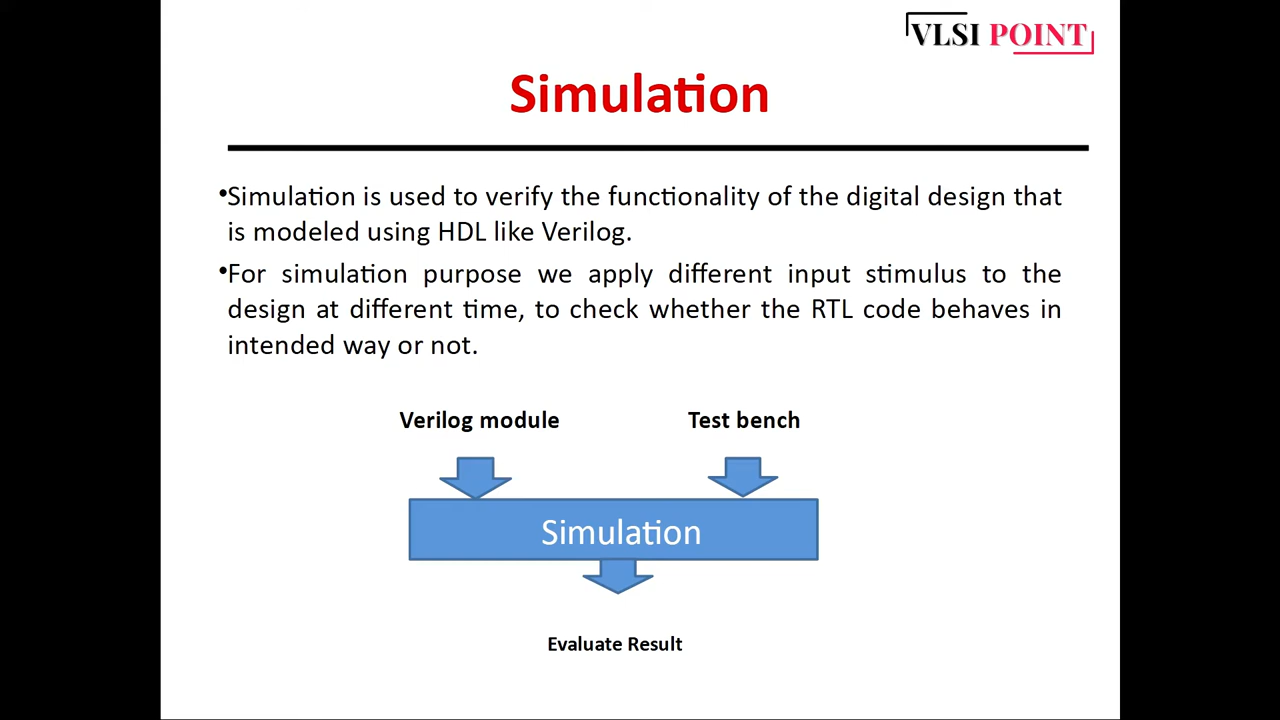 VLSI POINT
Simulation
•Simulation is used to verify the functionality of the digital design that
is modeled using HDL like Verilog.
•For simulation purpose we apply different input stimulus to the
design at different time, to check whether the RTL code behaves in
intended way or not.
Verilog module Test bench
Simulation
Evaluate Result